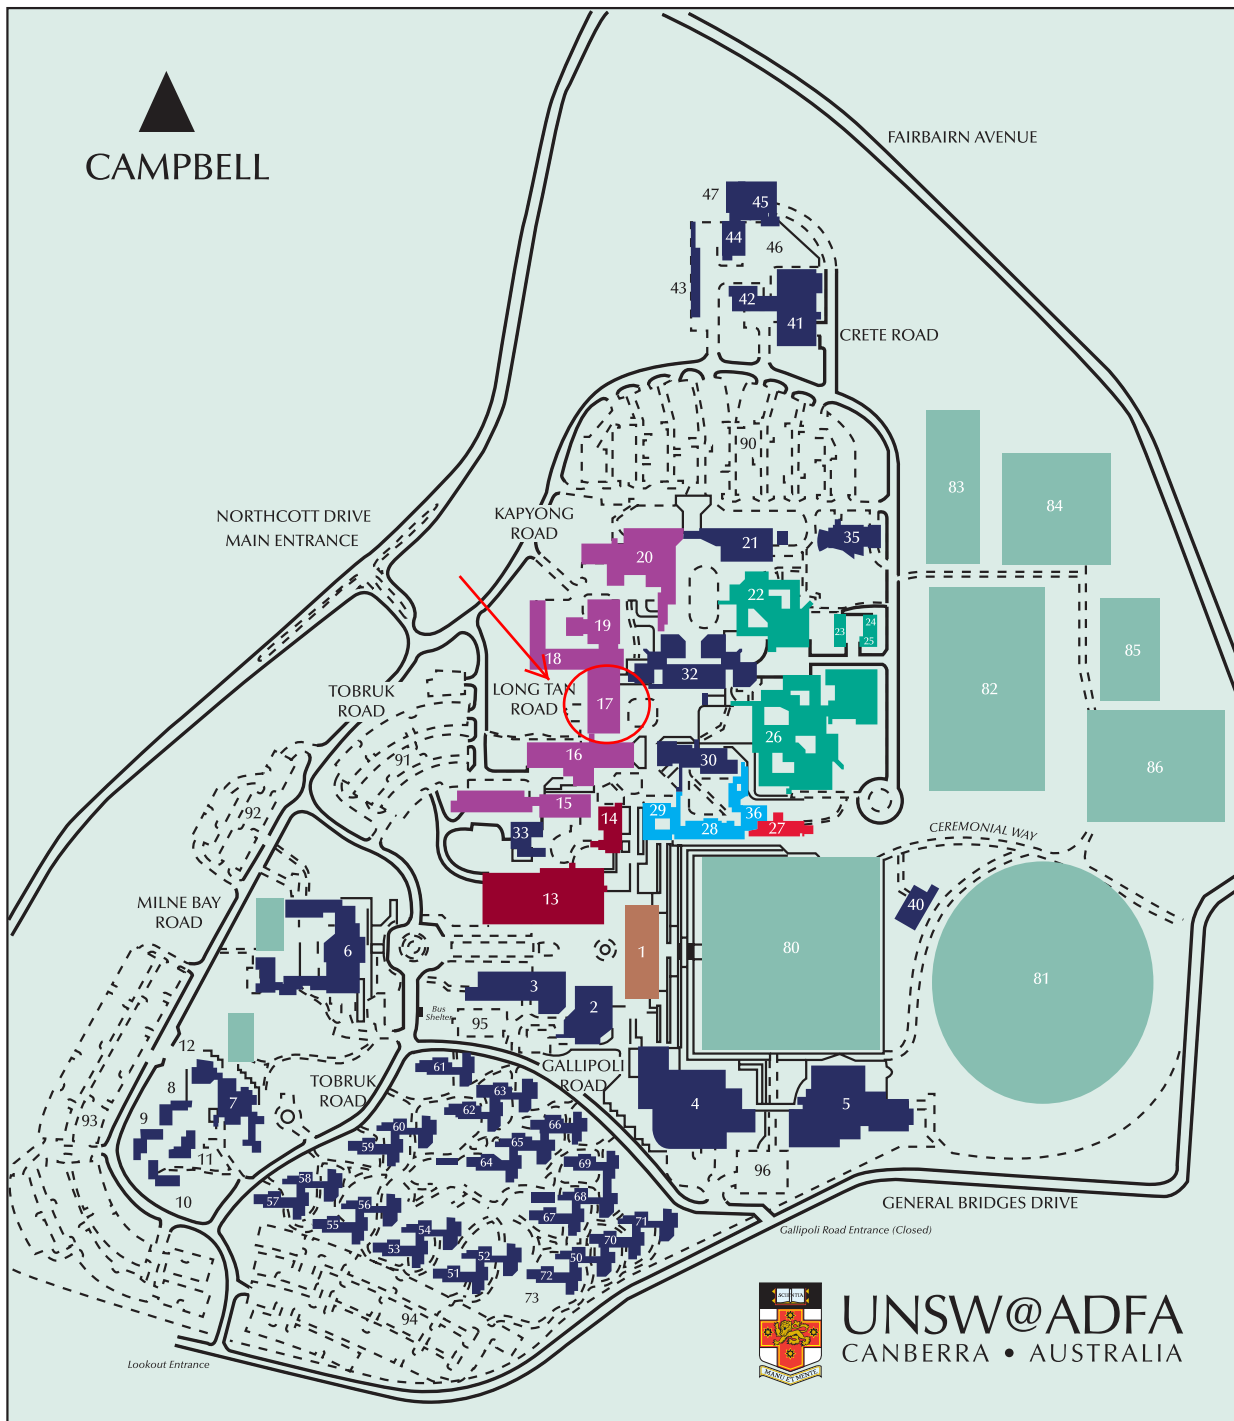 CAMPBELL
FAIRBAIRN AVENUE
47
45
44
46
43
42
41
CRETE ROAD
90
83
84
NORTHCOTT DRIVE
MAIN ENTRANCE
KAPYONG
ROAD
20
21
35
22
19
23
24
25
18
32
85
82
TOBRUK
ROAD
LONG TAN
ROAD
17
26
16
30
86
91
92
15
14
29
36
28
27
33
CEREMONIAL WAY
MILNE BAY
ROAD
13
40
6
1
80
81
3
2
Bus
Shelter
95
12
8
7
9
11
10
93
TOBRUK
ROAD
GALLIPOLI
ROAD
61
63
62
66
60
59
65
64
69
4
5
96
58
57
56
55
68
67
54
53
71
70
52
51
50
72
73
94
GENERAL BRIDGES DRIVE
Gallipoli Road Entrance (Closed)
Lookout Entrance
SCIENTIA
MANU ET MENTE
UNSW@ADFA
CANBERRA • AUSTRALIA